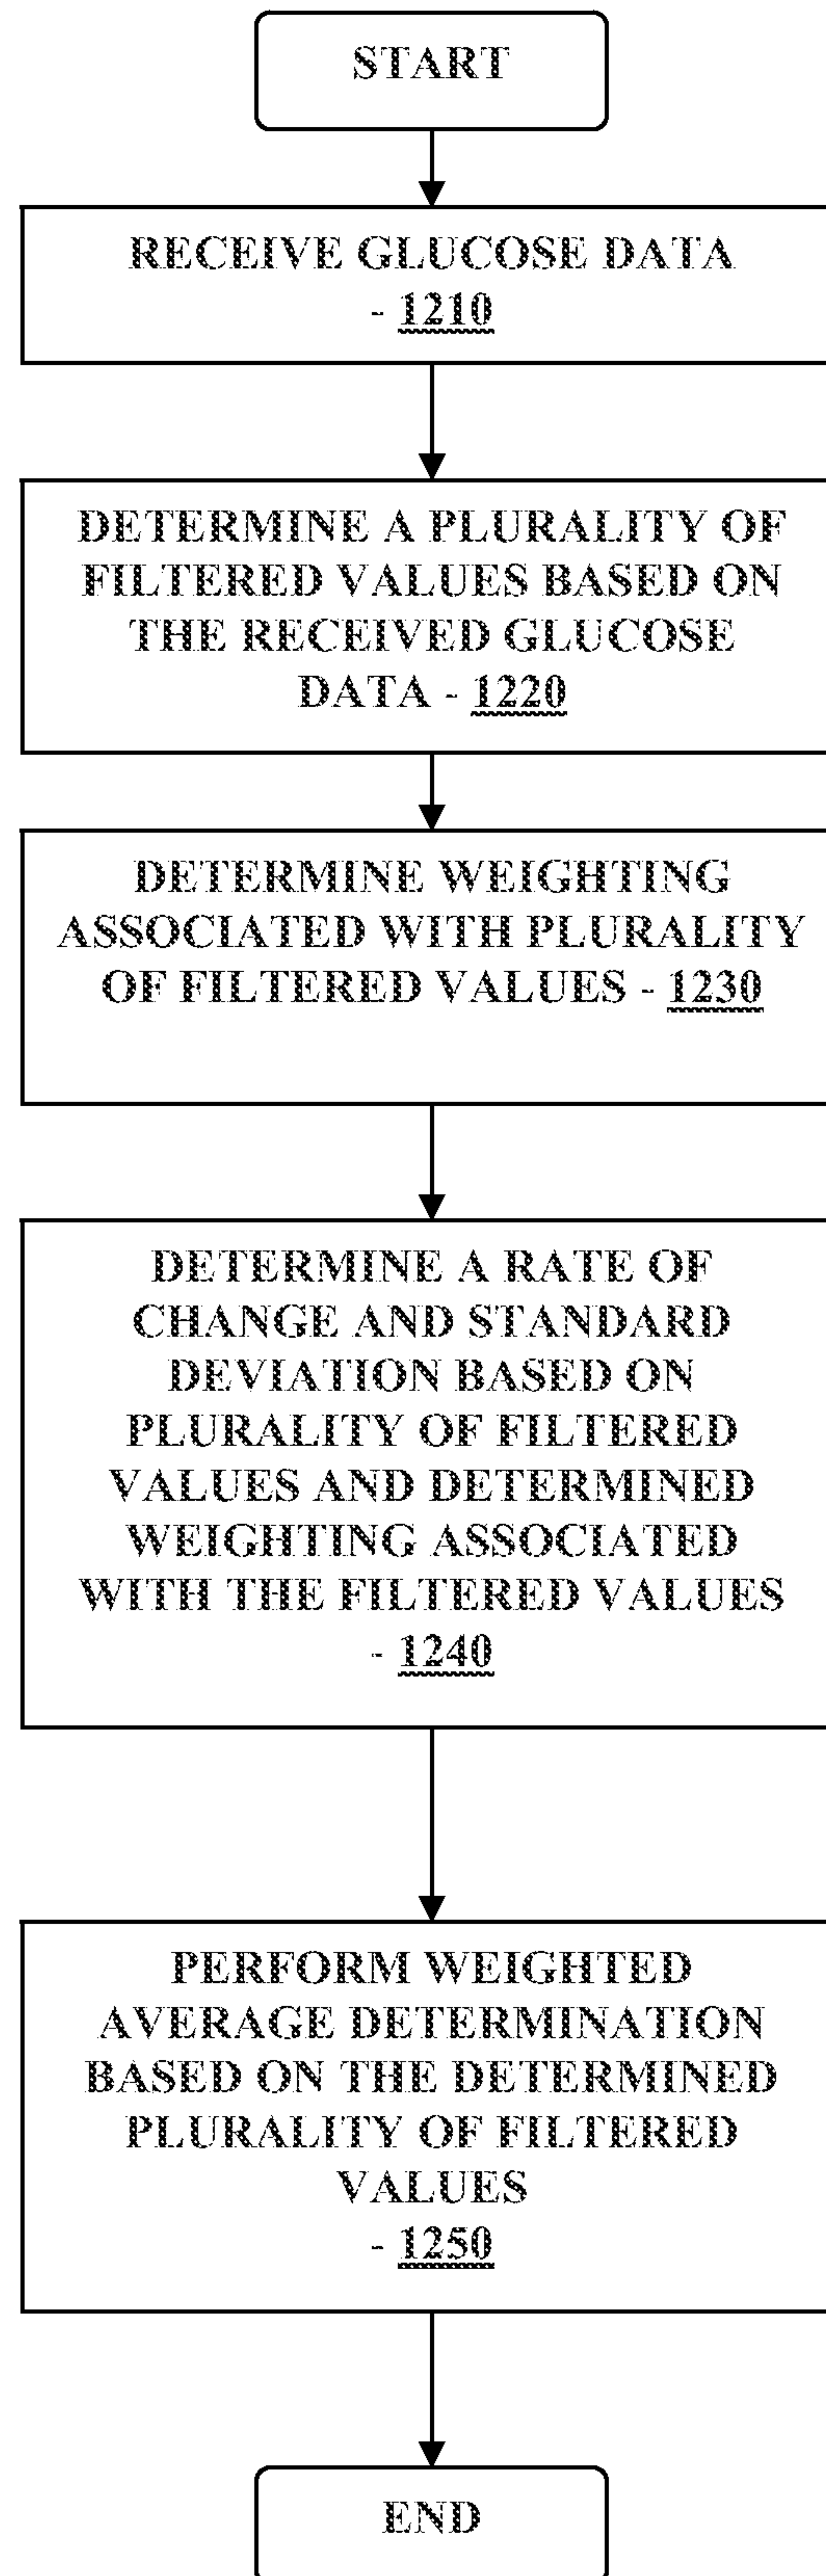 START
RECEIVE GLUCOSE DATA
- 1210
DETERMINE A PLURALITY OF
FILTERED VALUES BASED ON
THE RECEIVED GLUCOSE
DATA - 1220
DETERMINE WEIGHTING
ASSOCIATED WITH PLURALITY
OF FILTERED VALUES - 1230
DETERMINE A RATE OF
CHANGE AND STANDARD
DEVIATION BASED ON
PLURALITY OF FILTERED
VALUES AND DETERMINED
WEIGHTING ASSOCIATED
WITH THE FILTERED VALUES
- 1240
PERFORM WEIGHTED
AVERAGE DETERMINATION
BASED ON THE DETERMINED
PLURALITY OF FILTERED
VALUES
- 1250
END